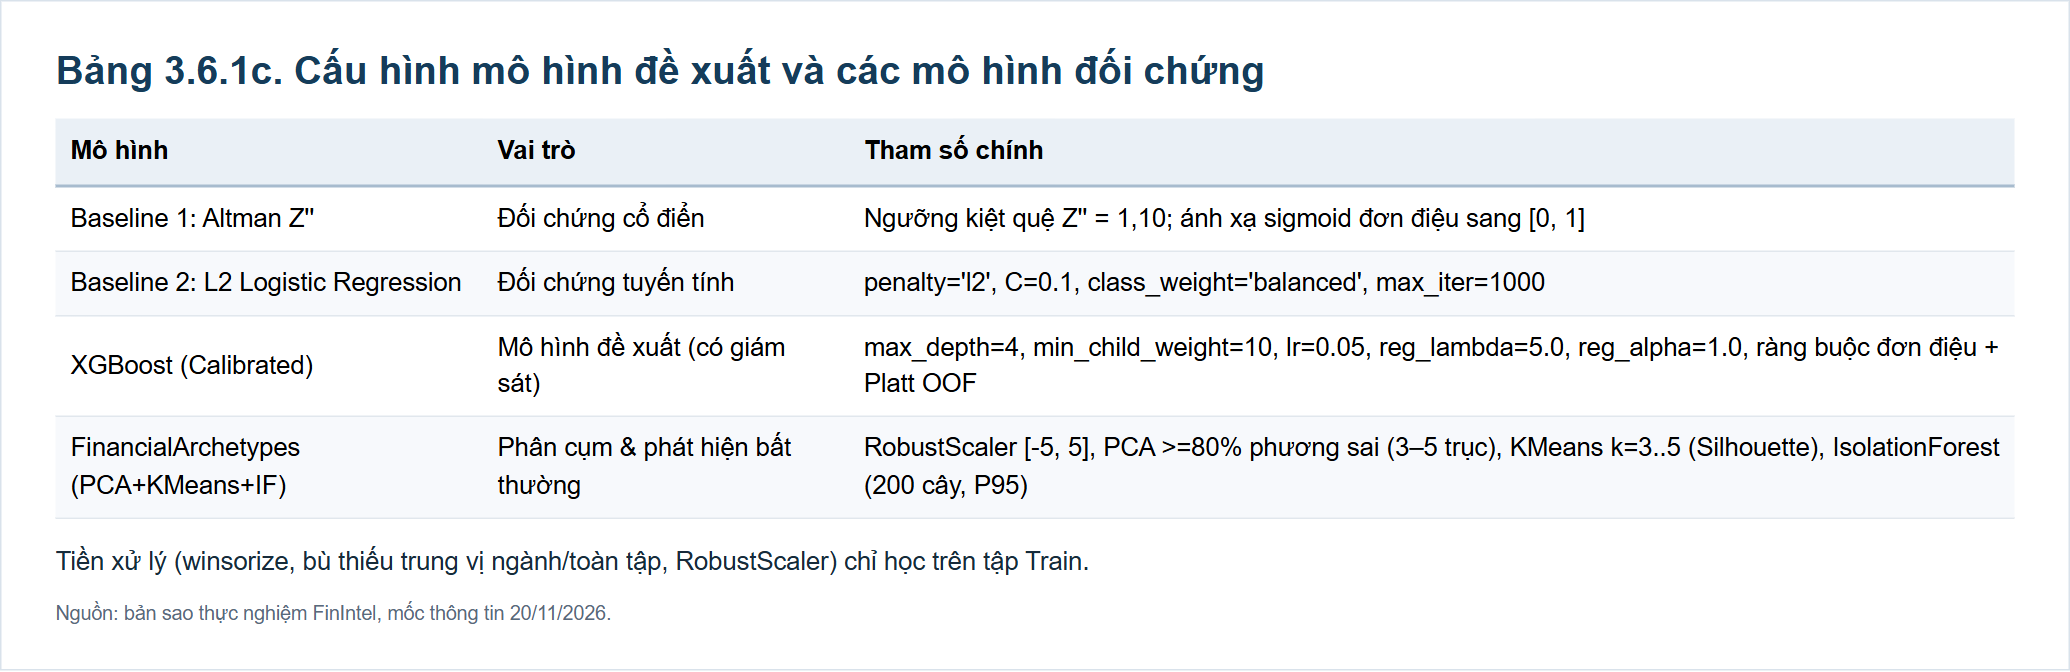 Bảng 3.6.1c. Cấu hình mô hình đề xuất và các mô hình đối chứng
Mô hình Vai trò Tham số chính
Baseline 1: Altman Z" Đối chứng cổ điển Ngưỡng kiệt quệ Z" = 1,10; ánh xạ sigmoid đơn điệu sang [0, 1]
Baseline 2: L2 Logistic Regression Đối chứng tuyến tính penalty='l2', C=0.1, class_weight='balanced', max_iter=1000
XGBoost (Calibrated) Mô hình đề xuất (có giám sát) max_depth=4, min_child_weight=10, lr=0.05, reg_lambda=5.0, reg_alpha=1.0, ràng buộc đơn điệu + Platt OOF
FinancialArchetypes (PCA+KMeans+IF) Phân cụm & phát hiện bất thường RobustScaler [-5, 5], PCA >=80% phương sai (3–5 trục), KMeans k=3..5 (Silhouette), IsolationForest (200 cây, P95)
Tiền xử lý (winsorize, bù thiếu trung vị ngành/toàn tập, RobustScaler) chỉ học trên tập Train.
Nguồn: bản sao thực nghiệm FinIntel, mốc thông tin 20/11/2026.